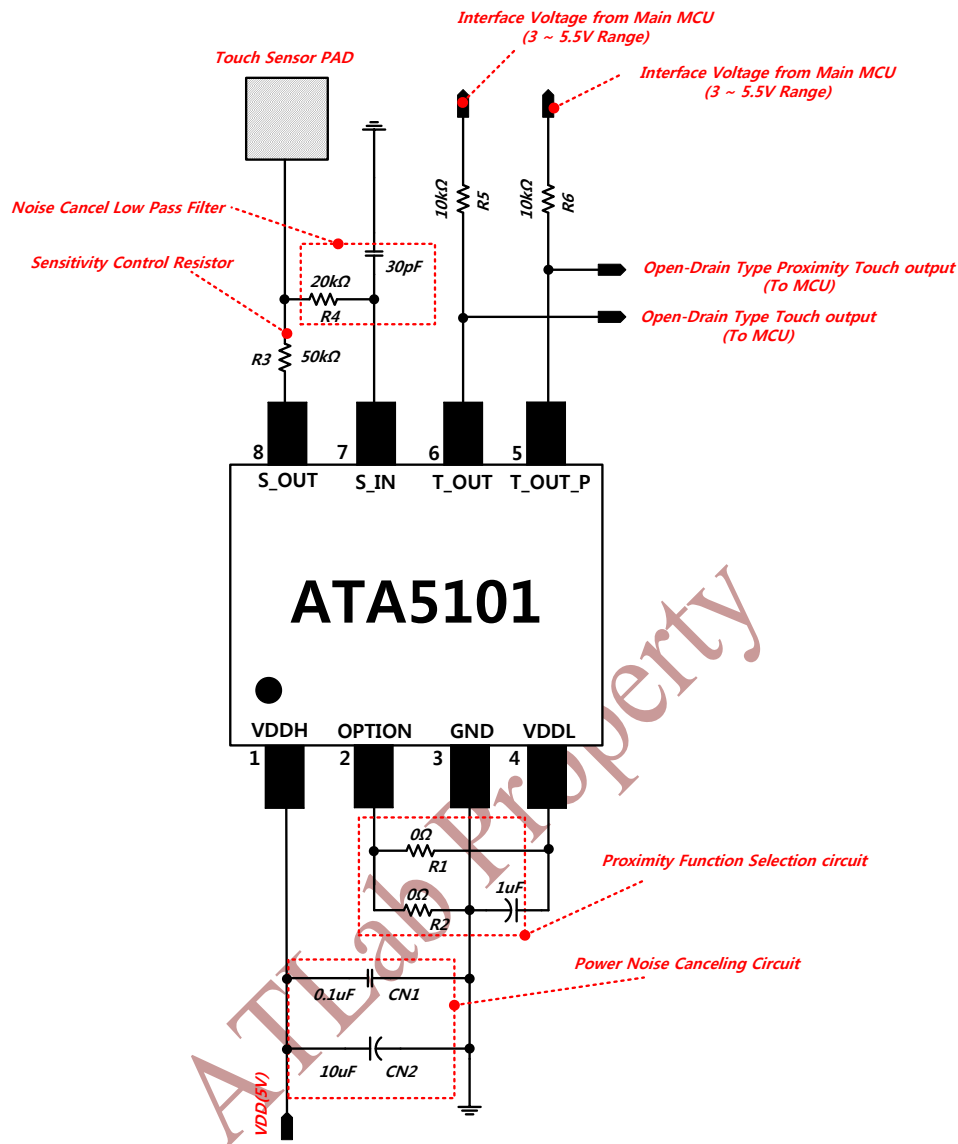 Interface Voltage from Main MCU
(3 ~ 5.5V Range)
Touch Sensor PAD
Interface Voltage from Main MCU
(3 ~ 5.5V Range)
10kΩ
R5
10kΩ
R6
Noise Cancel Low Pass Filter
Sensitivity Control Resistor
30pF
20kΩ
R4
Open-Drain Type Proximity Touch output
(To MCU)
Open-Drain Type Touch output
(To MCU)
R3
50kΩ
8
7
6
5
S_OUT
S_IN
T_OUT
T_OUT_P
ATA5101
VDDH
OPTION
GND
VDDL
1
2
3
4
0Ω
R1
0Ω
R2
1uF
Proximity Function Selection circuit
Power Noise Canceling Circuit
0.1uF
CN1
10uF
CN2
VDD(5V)
ATLab Property